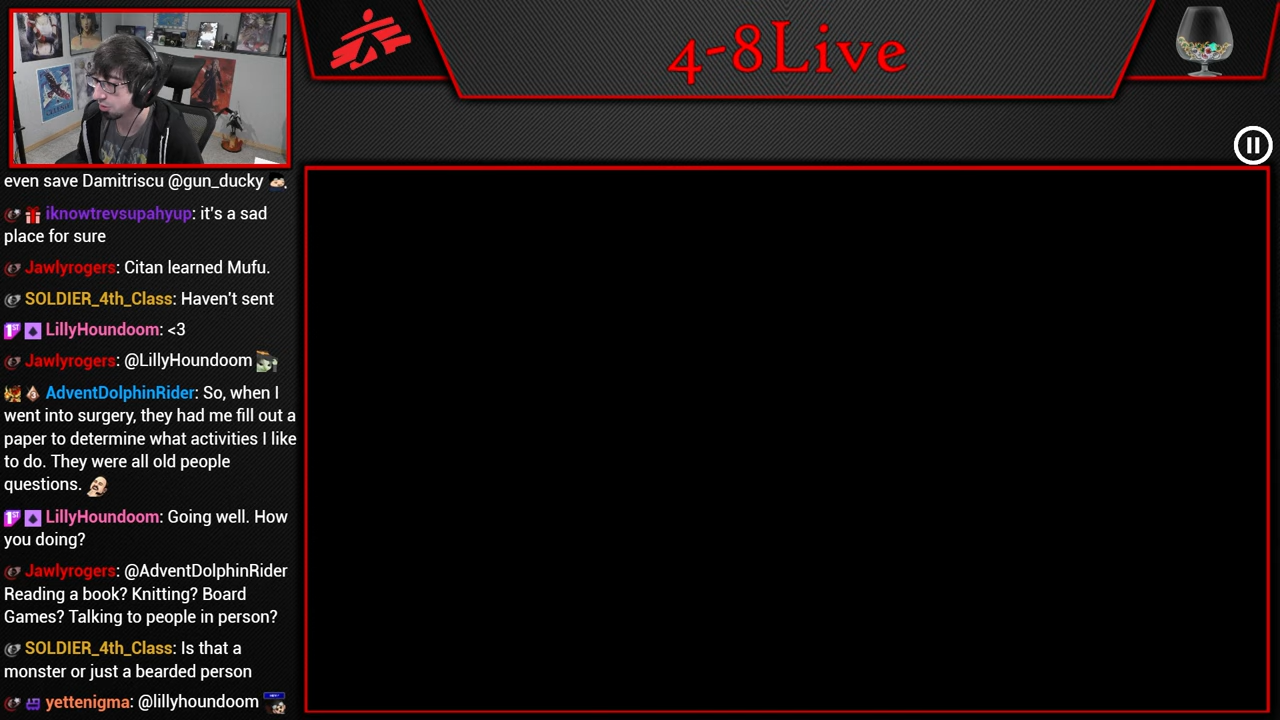 4-8Live
even save Damitriscu @gun_ducky
iknowtrevsupahyup: it's a sad
place for sure
Jawlyrogers: Citan learned Mufu.
SOLDIER_4th_Class: Haven't sent
1ST LillyHoundoom: <3
Jawlyrogers: @LillyHoundoom
AdventDolphinRider: So, when I
went into surgery, they had me fill out a
paper to determine what activities I like
to do. They were all old people
questions.
1ST LillyHoundoom: Going well. How
you doing?
Jawlyrogers: @AdventDolphinRider
Reading a book? Knitting? Board
Games? Talking to people in person?
SOLDIER_4th_Class: Is that a
monster or just a bearded person
yettenigma: @lillyhoundoom